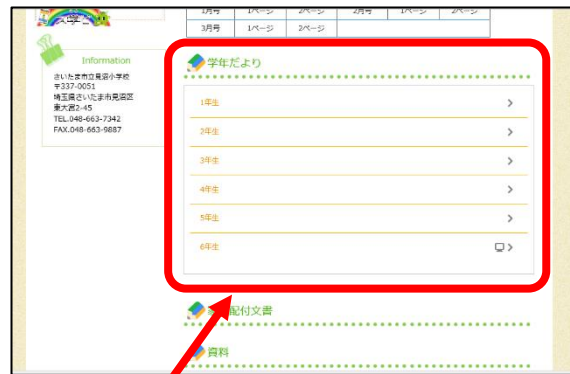 1月号 1ページ 2ページ 2月号 1ページ 2ページ
3月号 1ページ 2ページ
Information
さいたま市立見沼小学校
〒337-0051
埼玉県さいたま市見沼区
東大宮2-45
TEL.048-663-7342
FAX.048-663-9887
学年だより
1年生
2年生
3年生
4年生
5年生
6年生
配付文書
資料